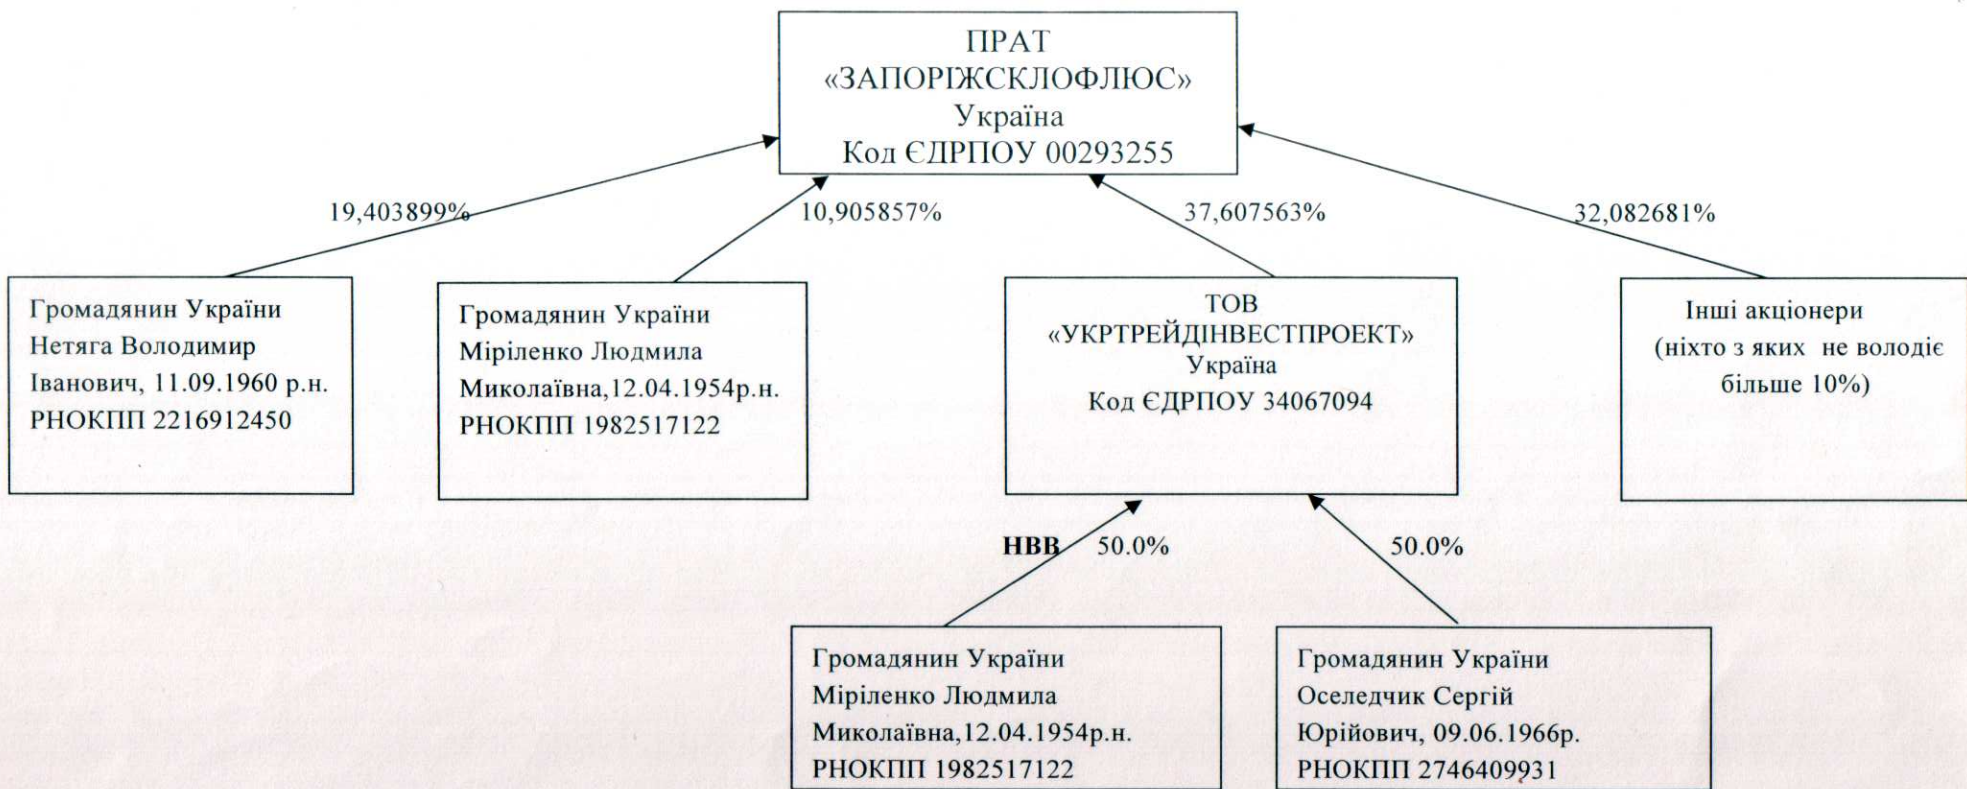 ПРАТ
«ЗАПОРІЖСКЛОФЛЮС»
Україна
Код ЄДРПОУ 00293255
19,403899%
10,905857%
37,607563%
32,082681%
Громадянин України
Нетяга Володимир
Іванович, 11.09.1960 р.н.
РНОКПП 2216912450
Громадянин України
Міріленко Людмила
Миколаївна,12.04.1954р.н.
РНОКПП 1982517122
ТОВ
«УКРТРЕЙДІНВЕСТПРОЕКТ»
Україна
Код ЄДРПОУ 34067094
Інші акціонери
(ніхто з яких не володіє
більше 10%)
НВВ 50.0%
50.0%
Громадянин України
Міріленко Людмила
Миколаївна,12.04.1954р.н.
РНОКПП 1982517122
Громадянин України
Оселедчик Сергій
Юрійович, 09.06.1966р.
РНОКПП 2746409931